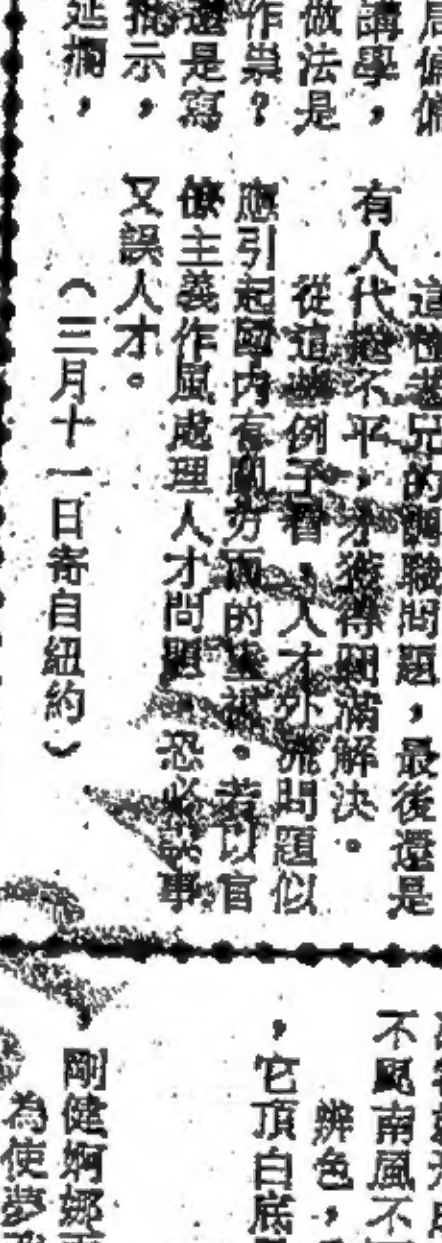 講學，
做法是
作祟？
還是寫
批示，
延擱，
這位老兄的調職問題，最後還是
有人代抱不平，才獲得圓滿解決。
從這些例子看，人才外流問題似
應引起國內有關方面的重視。若以官
僚主義作風處理人才問題，恐必誤事
又誤人才。
（三月十一日寄自紐約）
不颳南風不
辨色，
，它頂白底
，剛健婀娜
為使夢